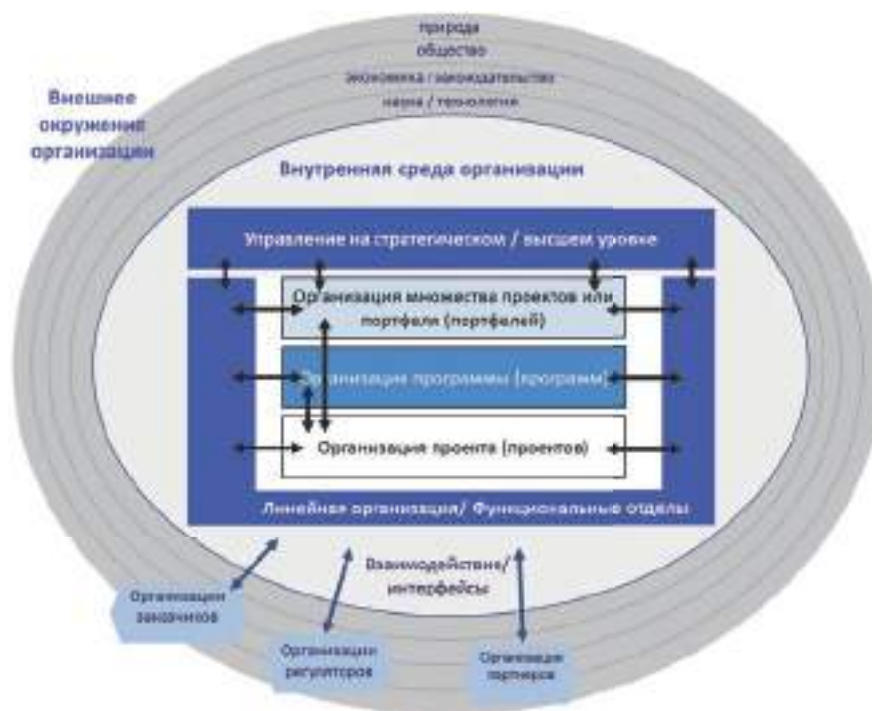 природа
общество
экономика / законодательство
наука / технология
Внешнее
окружение
организации
Внутренняя среда организации
Управление на стратегическом / высшем уровне
Организация множества проектов или
портфеля (портфелей)
Организация программы (программ)
Организация проекта (проектов)
Линейная организация/ Функциональные отделы
Взаимодействие/
интерфейсы
Организации
заказчиков
Организации
регуляторов
Организации
партнеров